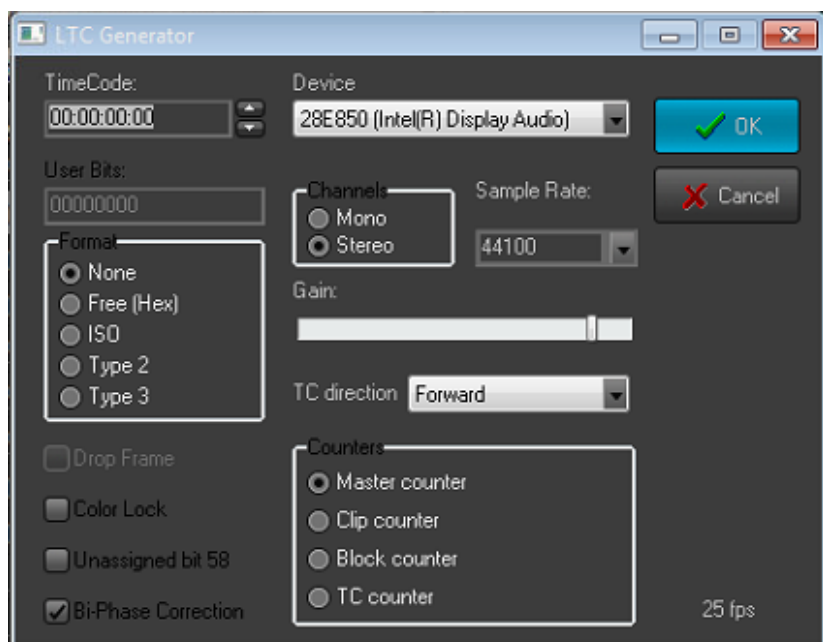 LTC Generator
TimeCode:
00:00:00:00
User Bits:
00000000
Format
None
Free (Hex)
ISO
Type 2
Type 3
Drop Frame
Color Lock
Unassigned bit 58
Bi-Phase Correction
Device
28E850 (Intel(R) Display Audio)
Channels
Mono
Stereo
Sample Rate:
44100
Gain:
TC direction
Forward
Counters
Master counter
Clip counter
Block counter
TC counter
OK
Cancel
25 fps